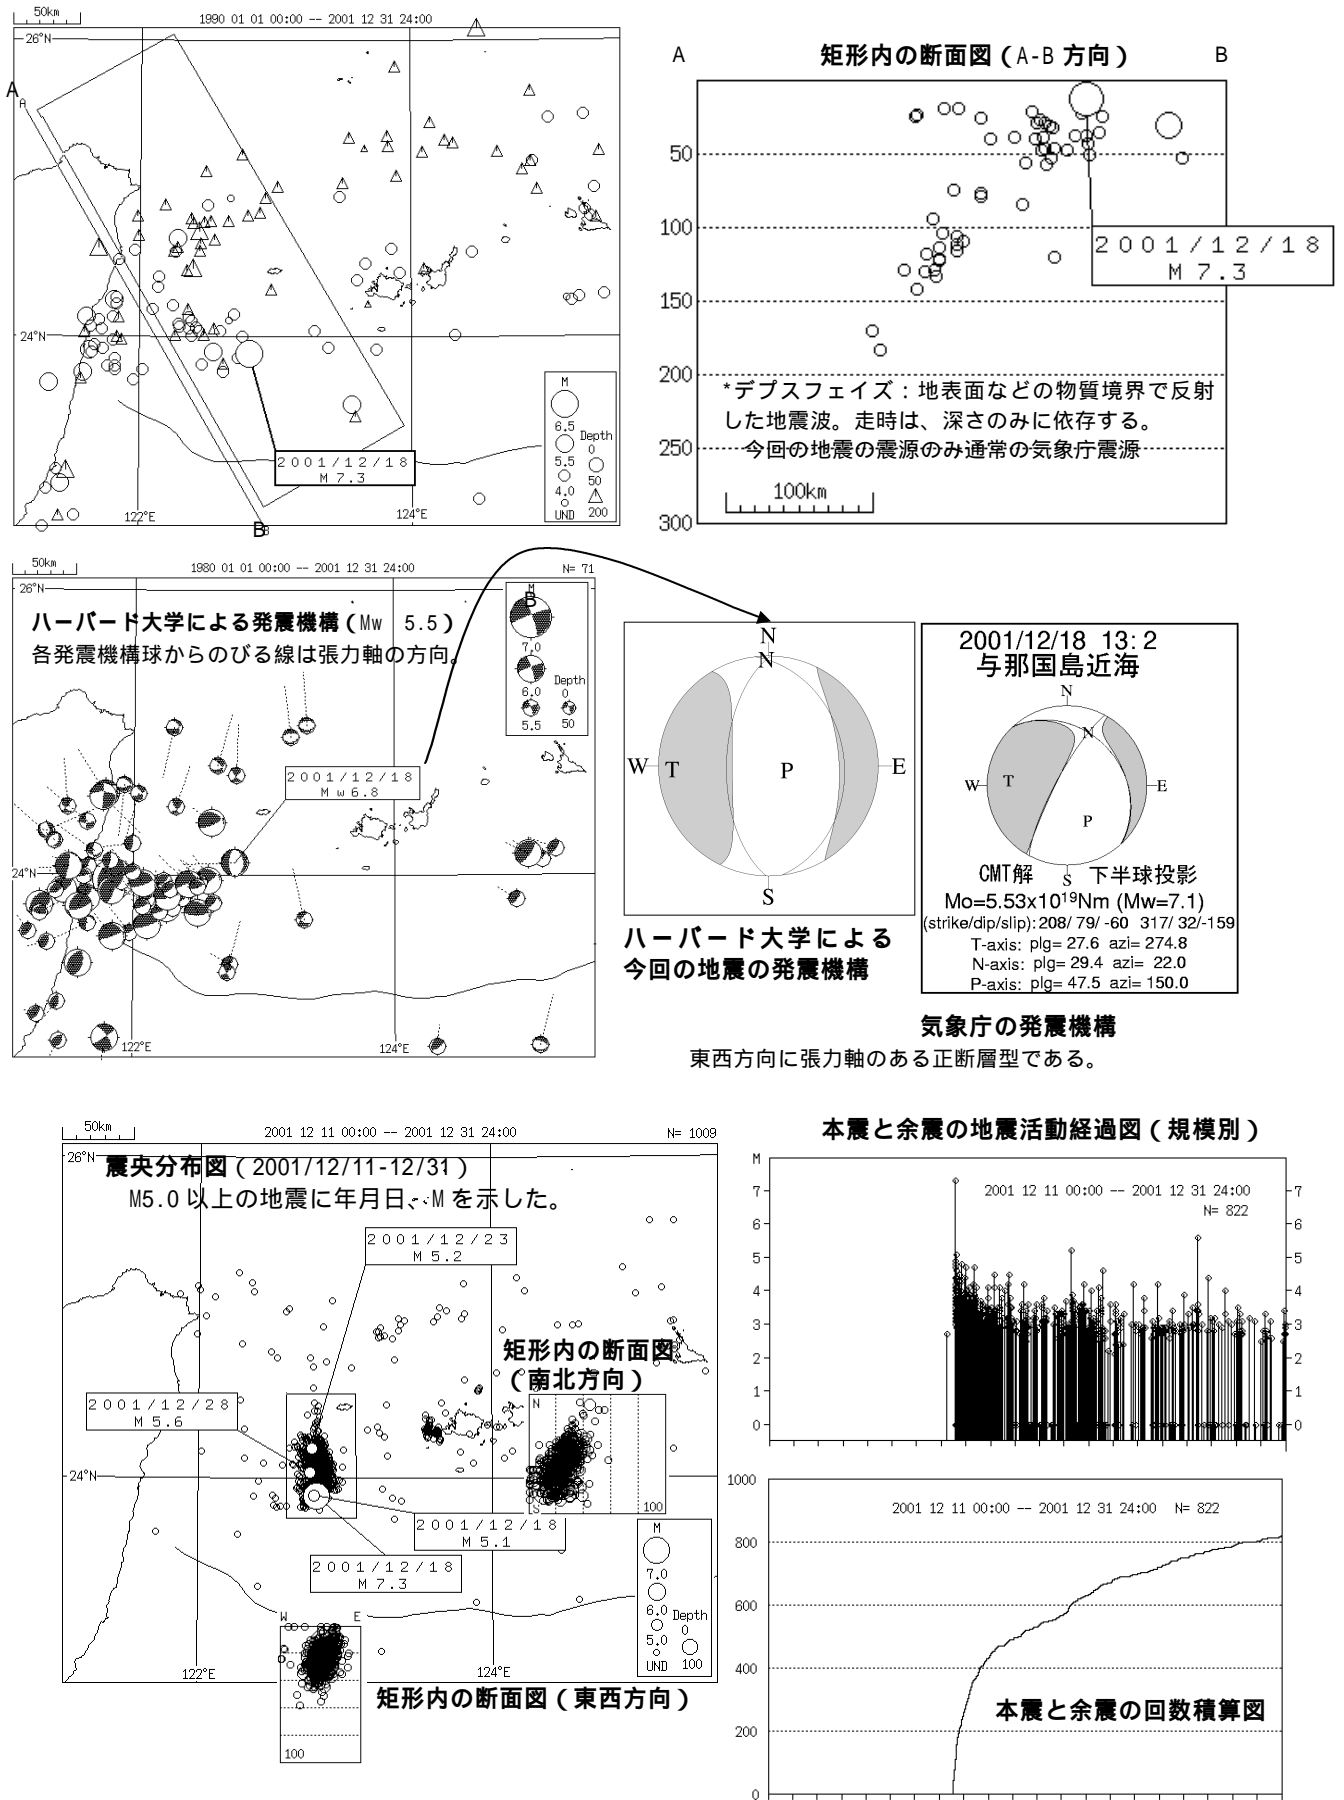 50km
1990 01 01 00:00 -- 2001 12 31 24:00
26°N
A
A
24°N
122°E
124°E
B
B
2001/12/18
M 7.3
M
6.5
5.5
4.0
UND
Depth
0
50
200
A
矩形内の断面図（A-B 方向）
B
50
100
150
200
250
300
2001/12/18
M 7.3
*デプスフェイズ：地表面などの物質境界で反射
した地震波。走時は、深さのみに依存する。
今回の地震の震源のみ通常の気象庁震源
100km
50km
1980 01 01 00:00 -- 2001 12 31 24:00
N= 71
26°N
ハーバード大学による発震機構（Mw 5.5）
各発震機構球からのびる線は張力軸の方向。
M
B
7.0
6.0
5.5
Depth
0
50
2001/12/18
M w 6.8
24°N
122°E
124°E
N
N
W
T
P
E
S
ハーバード大学による
今回の地震の発震機構
2001/12/18 13:2
与那国島近海
N
N
W
T
P
E
S
CMT解
下半球投影
Mo=5.53x10¹⁹Nm (Mw=7.1)
(strike/dip/slip): 208/ 79/ -60 317/ 32/-159
T-axis: plg= 27.6 azi= 274.8
N-axis: plg= 29.4 azi= 22.0
P-axis: plg= 47.5 azi= 150.0
気象庁の発震機構
東西方向に張力軸のある正断層型である。
50km
2001 12 11 00:00 -- 2001 12 31 24:00
N= 1009
26°N
震央分布図（2001/12/11-12/31）
M5.0 以上の地震に年月日、M を示した。
2001/12/23
M 5.2
2001/12/28
M 5.6
矩形内の断面図
（南北方向）
N
S
100
24°N
2001/12/18
M 5.1
2001/12/18
M 7.3
122°E
124°E
M
7.0
6.0
5.0
UND
Depth
0
100
W
E
100
矩形内の断面図（東西方向）
本震と余震の地震活動経過図（規模別）
M
2001 12 11 00:00 -- 2001 12 31 24:00
N= 822
7
6
5
4
3
2
1
0
7
6
5
4
3
2
1
0
2001 12 11 00:00 -- 2001 12 31 24:00 N= 822
1000
800
600
400
200
0
本震と余震の回数積算図